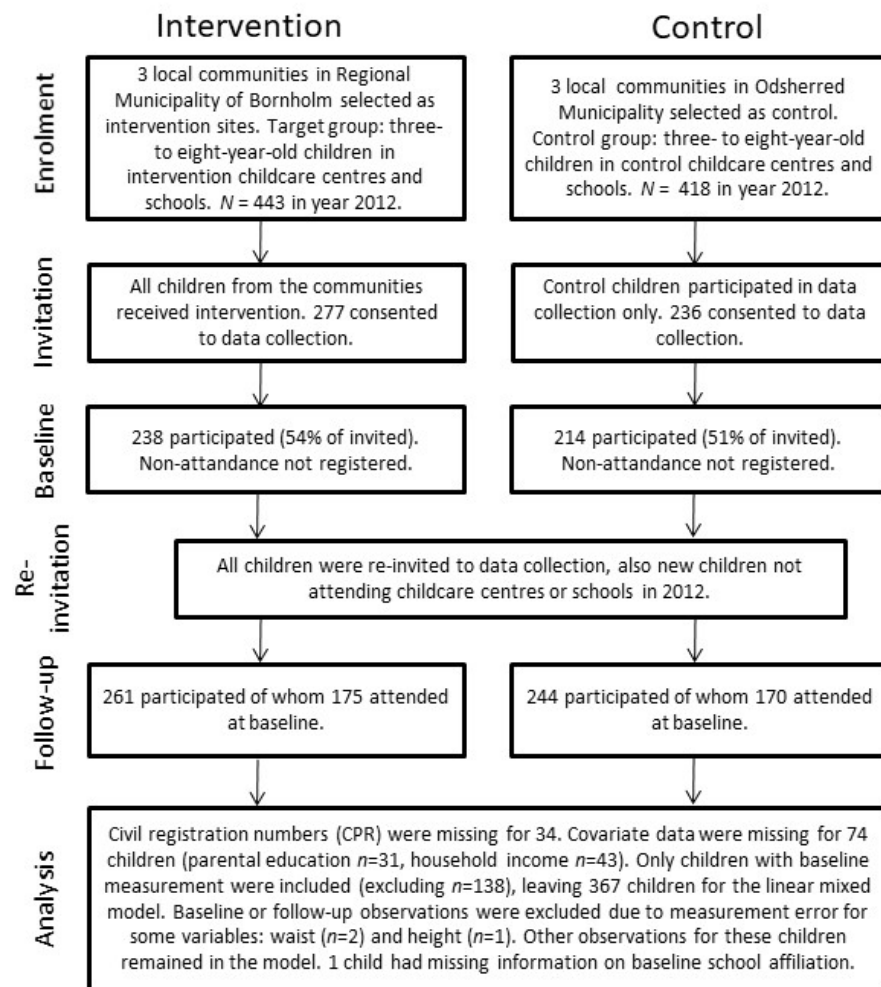 Intervention
Control
Enrolment
3 local communities in Regional
Municipality of Bornholm selected as
intervention sites. Target group: three-
to eight-year-old children in
intervention childcare centres and
schools. N = 443 in year 2012.
3 local communities in Odsherred
Municipality selected as control.
Control group: three- to eight-year-old
children in control childcare centres and
schools. N = 418 in year 2012.
Invitation
All children from the communities
received intervention. 277 consented
to data collection.
Control children participated in data
collection only. 236 consented to data
collection.
Baseline
238 participated (54% of invited).
Non-attandance not registered.
214 participated (51% of invited).
Non-attandance not registered.
Re-
invitation
All children were re-invited to data collection, also new children not
attending childcare centres or schools in 2012.
Follow-up
261 participated of whom 175 attended
at baseline.
244 participated of whom 170 attended
at baseline.
Analysis
Civil registration numbers (CPR) were missing for 34. Covariate data were missing for 74
children (parental education n=31, household income n=43). Only children with baseline
measurement were included (excluding n=138), leaving 367 children for the linear mixed
model. Baseline or follow-up observations were excluded due to measurement error for
some variables: waist (n=2) and height (n=1). Other observations for these children
remained in the model. 1 child had missing information on baseline school affiliation.